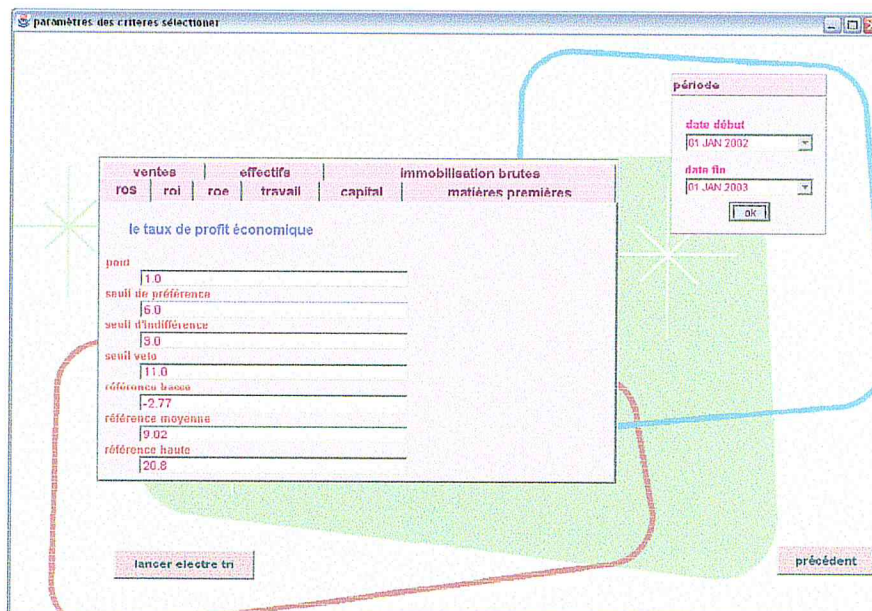 paramètres des critères sélectioner
période
date début
01 JAN 2002
date fin
01 JAN 2003
ok
ventes effectifs immobilisation brutes
ros roi roe travail capital matières premières
le taux de profit économique
poid
1.0
seuil de préférence
6.0
seuil d'indifférence
3.0
seuil veto
11.0
référence basse
-2.77
référence moyenne
9.02
référence haute
20.8
lancer electre tri
précédent